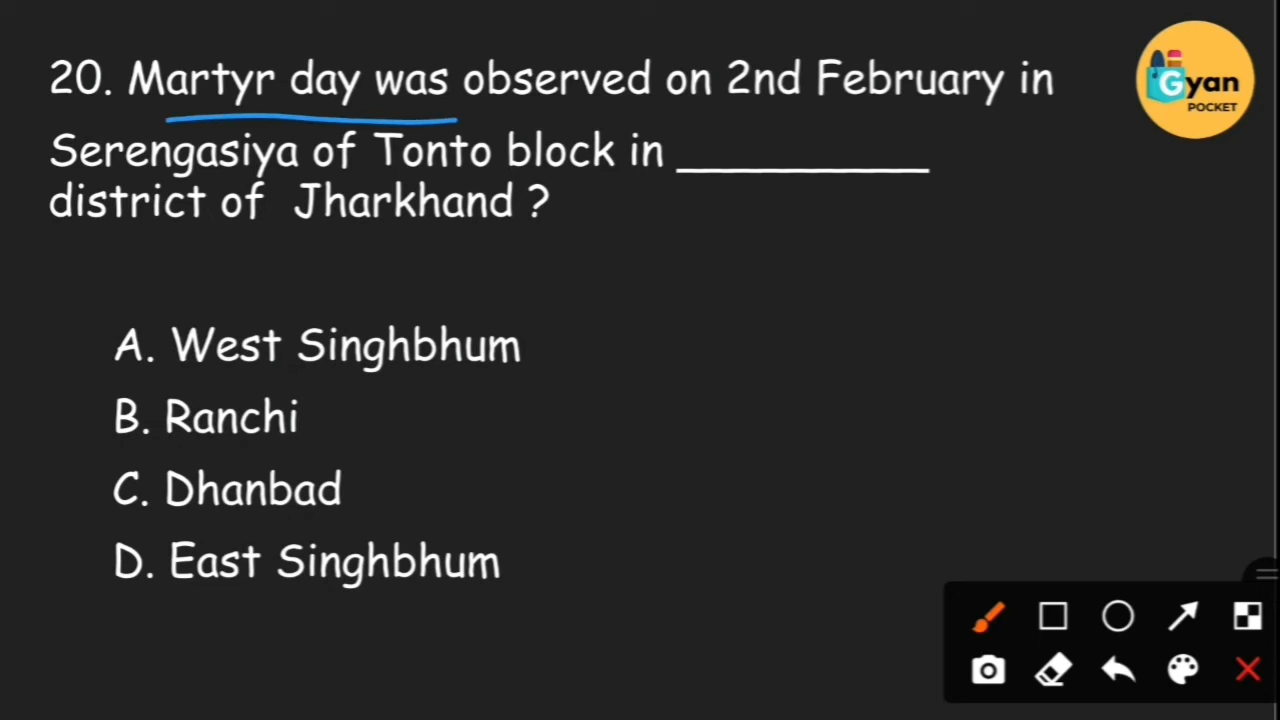 20. Martyr day was observed on 2nd February in
Serengasiya of Tonto block in __________
district of Jharkhand ?
A. West Singhbhum
B. Ranchi
C. Dhanbad
D. East Singhbhum
Gyan
POCKET